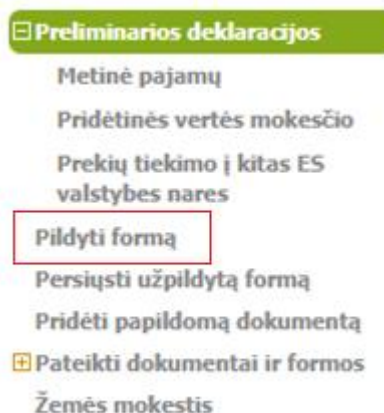 Preliminarios deklaracijos
Metinė pajamų
Pridėtinės vertės mokesčio
Prekių tiekimo į kitas ES
valstybes nares
Pildyti formą
Persiųsti užpildytą formą
Pridėti papildomą dokumentą
Pateikti dokumentai ir formos
Žemės mokestis